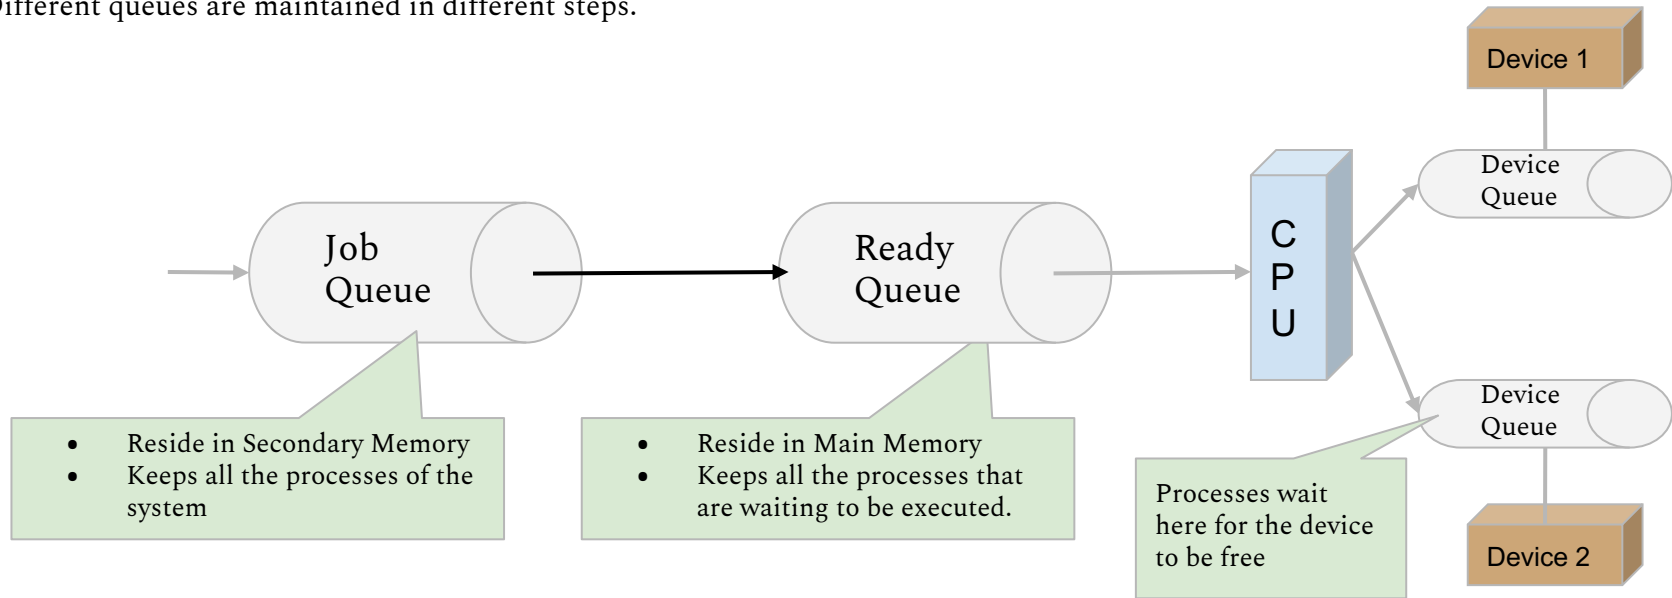 Different queues are maintained in different steps.
Device 1
Device
Queue
Job
Queue
Ready
Queue
C
P
U
Device
Queue
• Reside in Secondary Memory
• Keeps all the processes of the
system
• Reside in Main Memory
• Keeps all the processes that
are waiting to be executed.
Processes wait
here for the device
to be free
Device 2